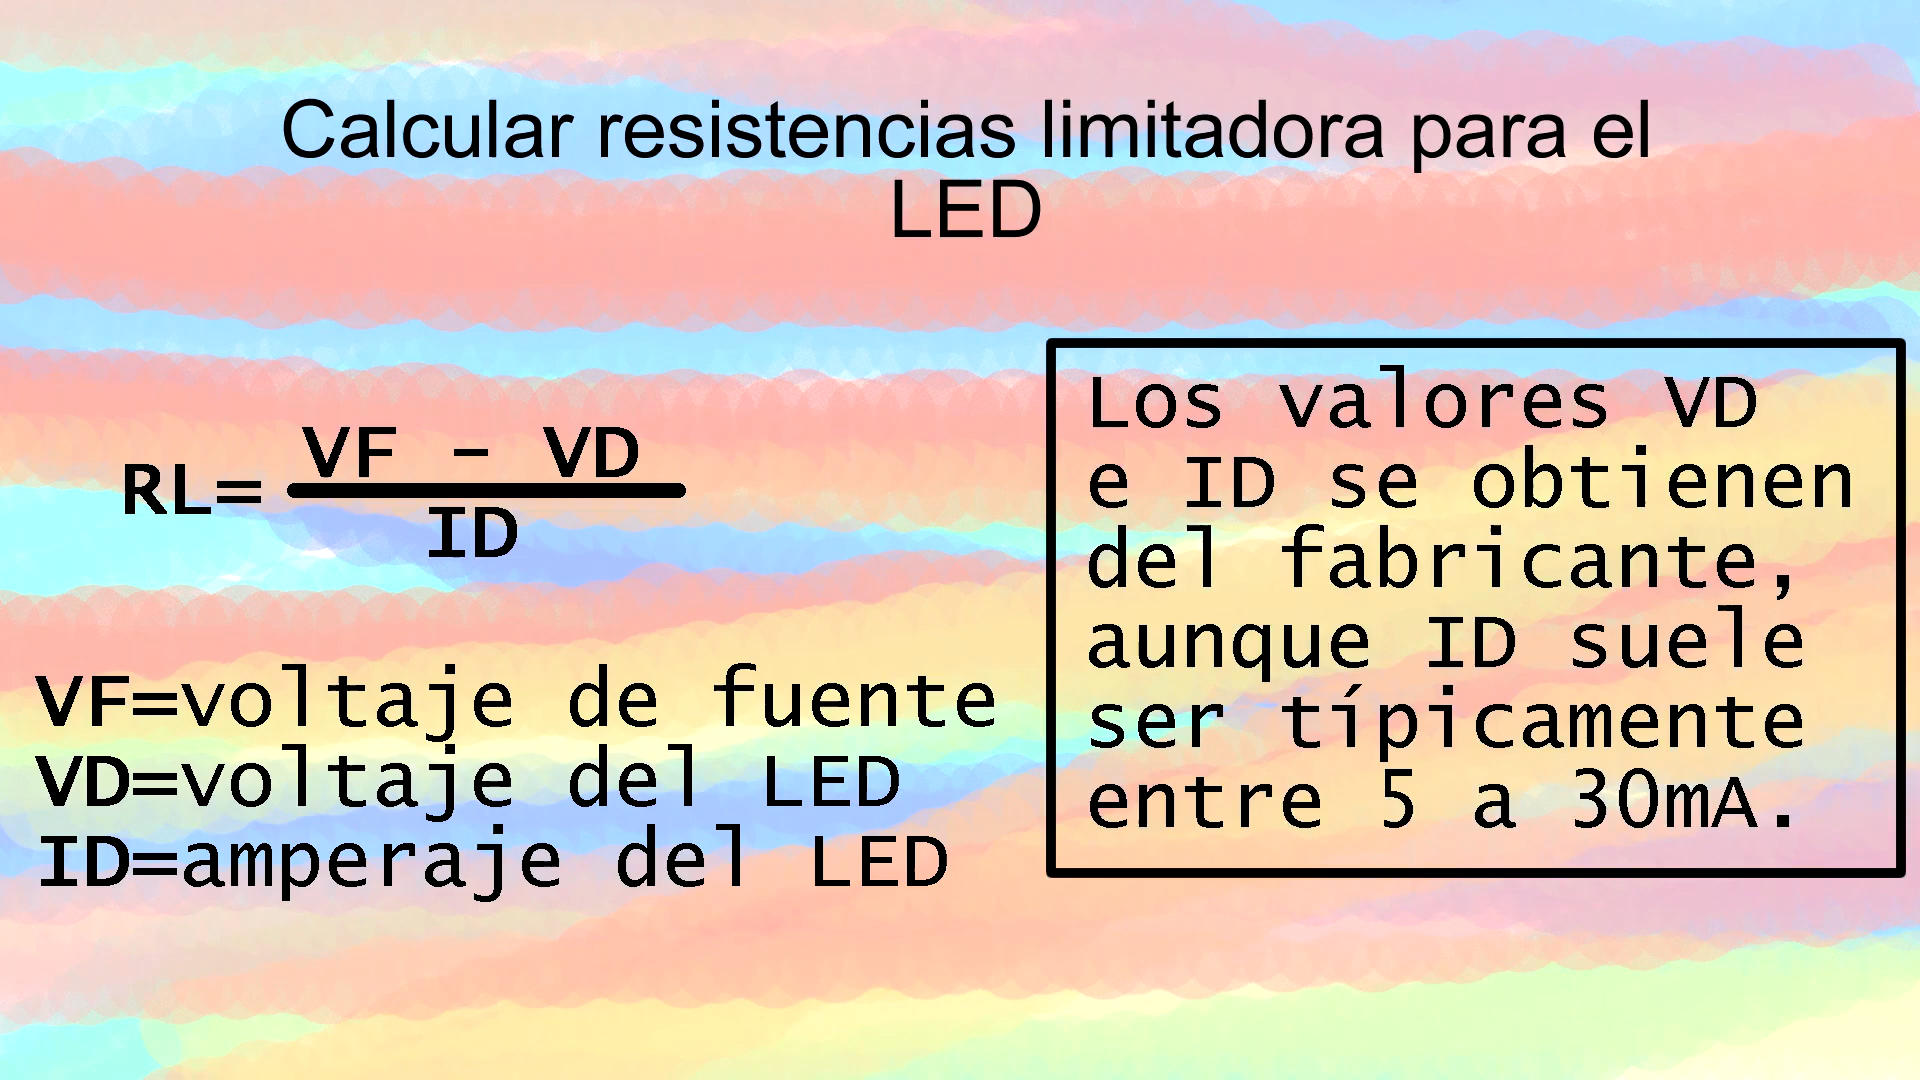 Calcular resistencias limitadora para el
LED
RL= VF - VD
ID
VF=voltaje de fuente
VD=voltaje del LED
ID=amperaje del LED
Los valores VD
e ID se obtienen
del fabricante,
aunque ID suele
ser típicamente
entre 5 a 30mA.